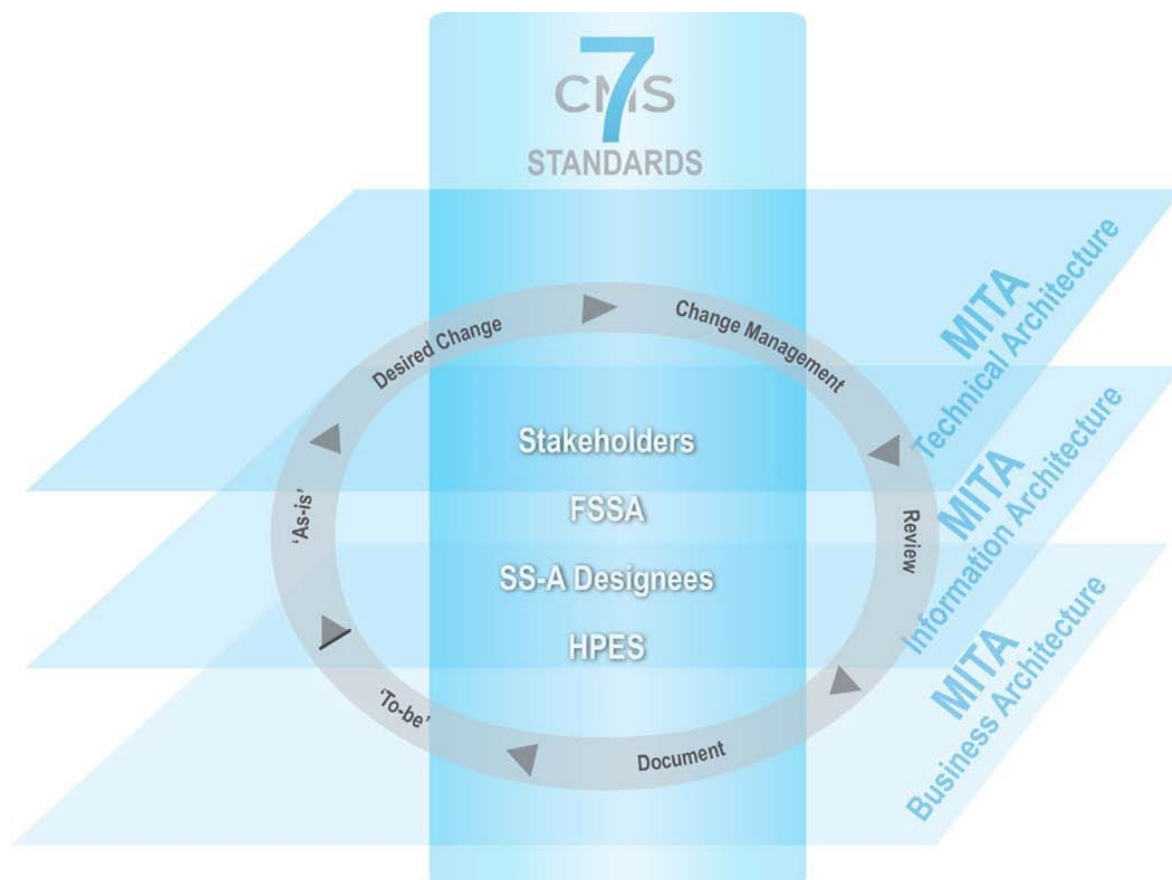 7
CMS
STANDARDS
Desired Change
Change Management
Review
Document
‘To-be’
‘As-is’
Stakeholders
FSSA
SS-A Designees
HPES
MITA
Technical Architecture
MITA
Information Architecture
MITA
Business Architecture